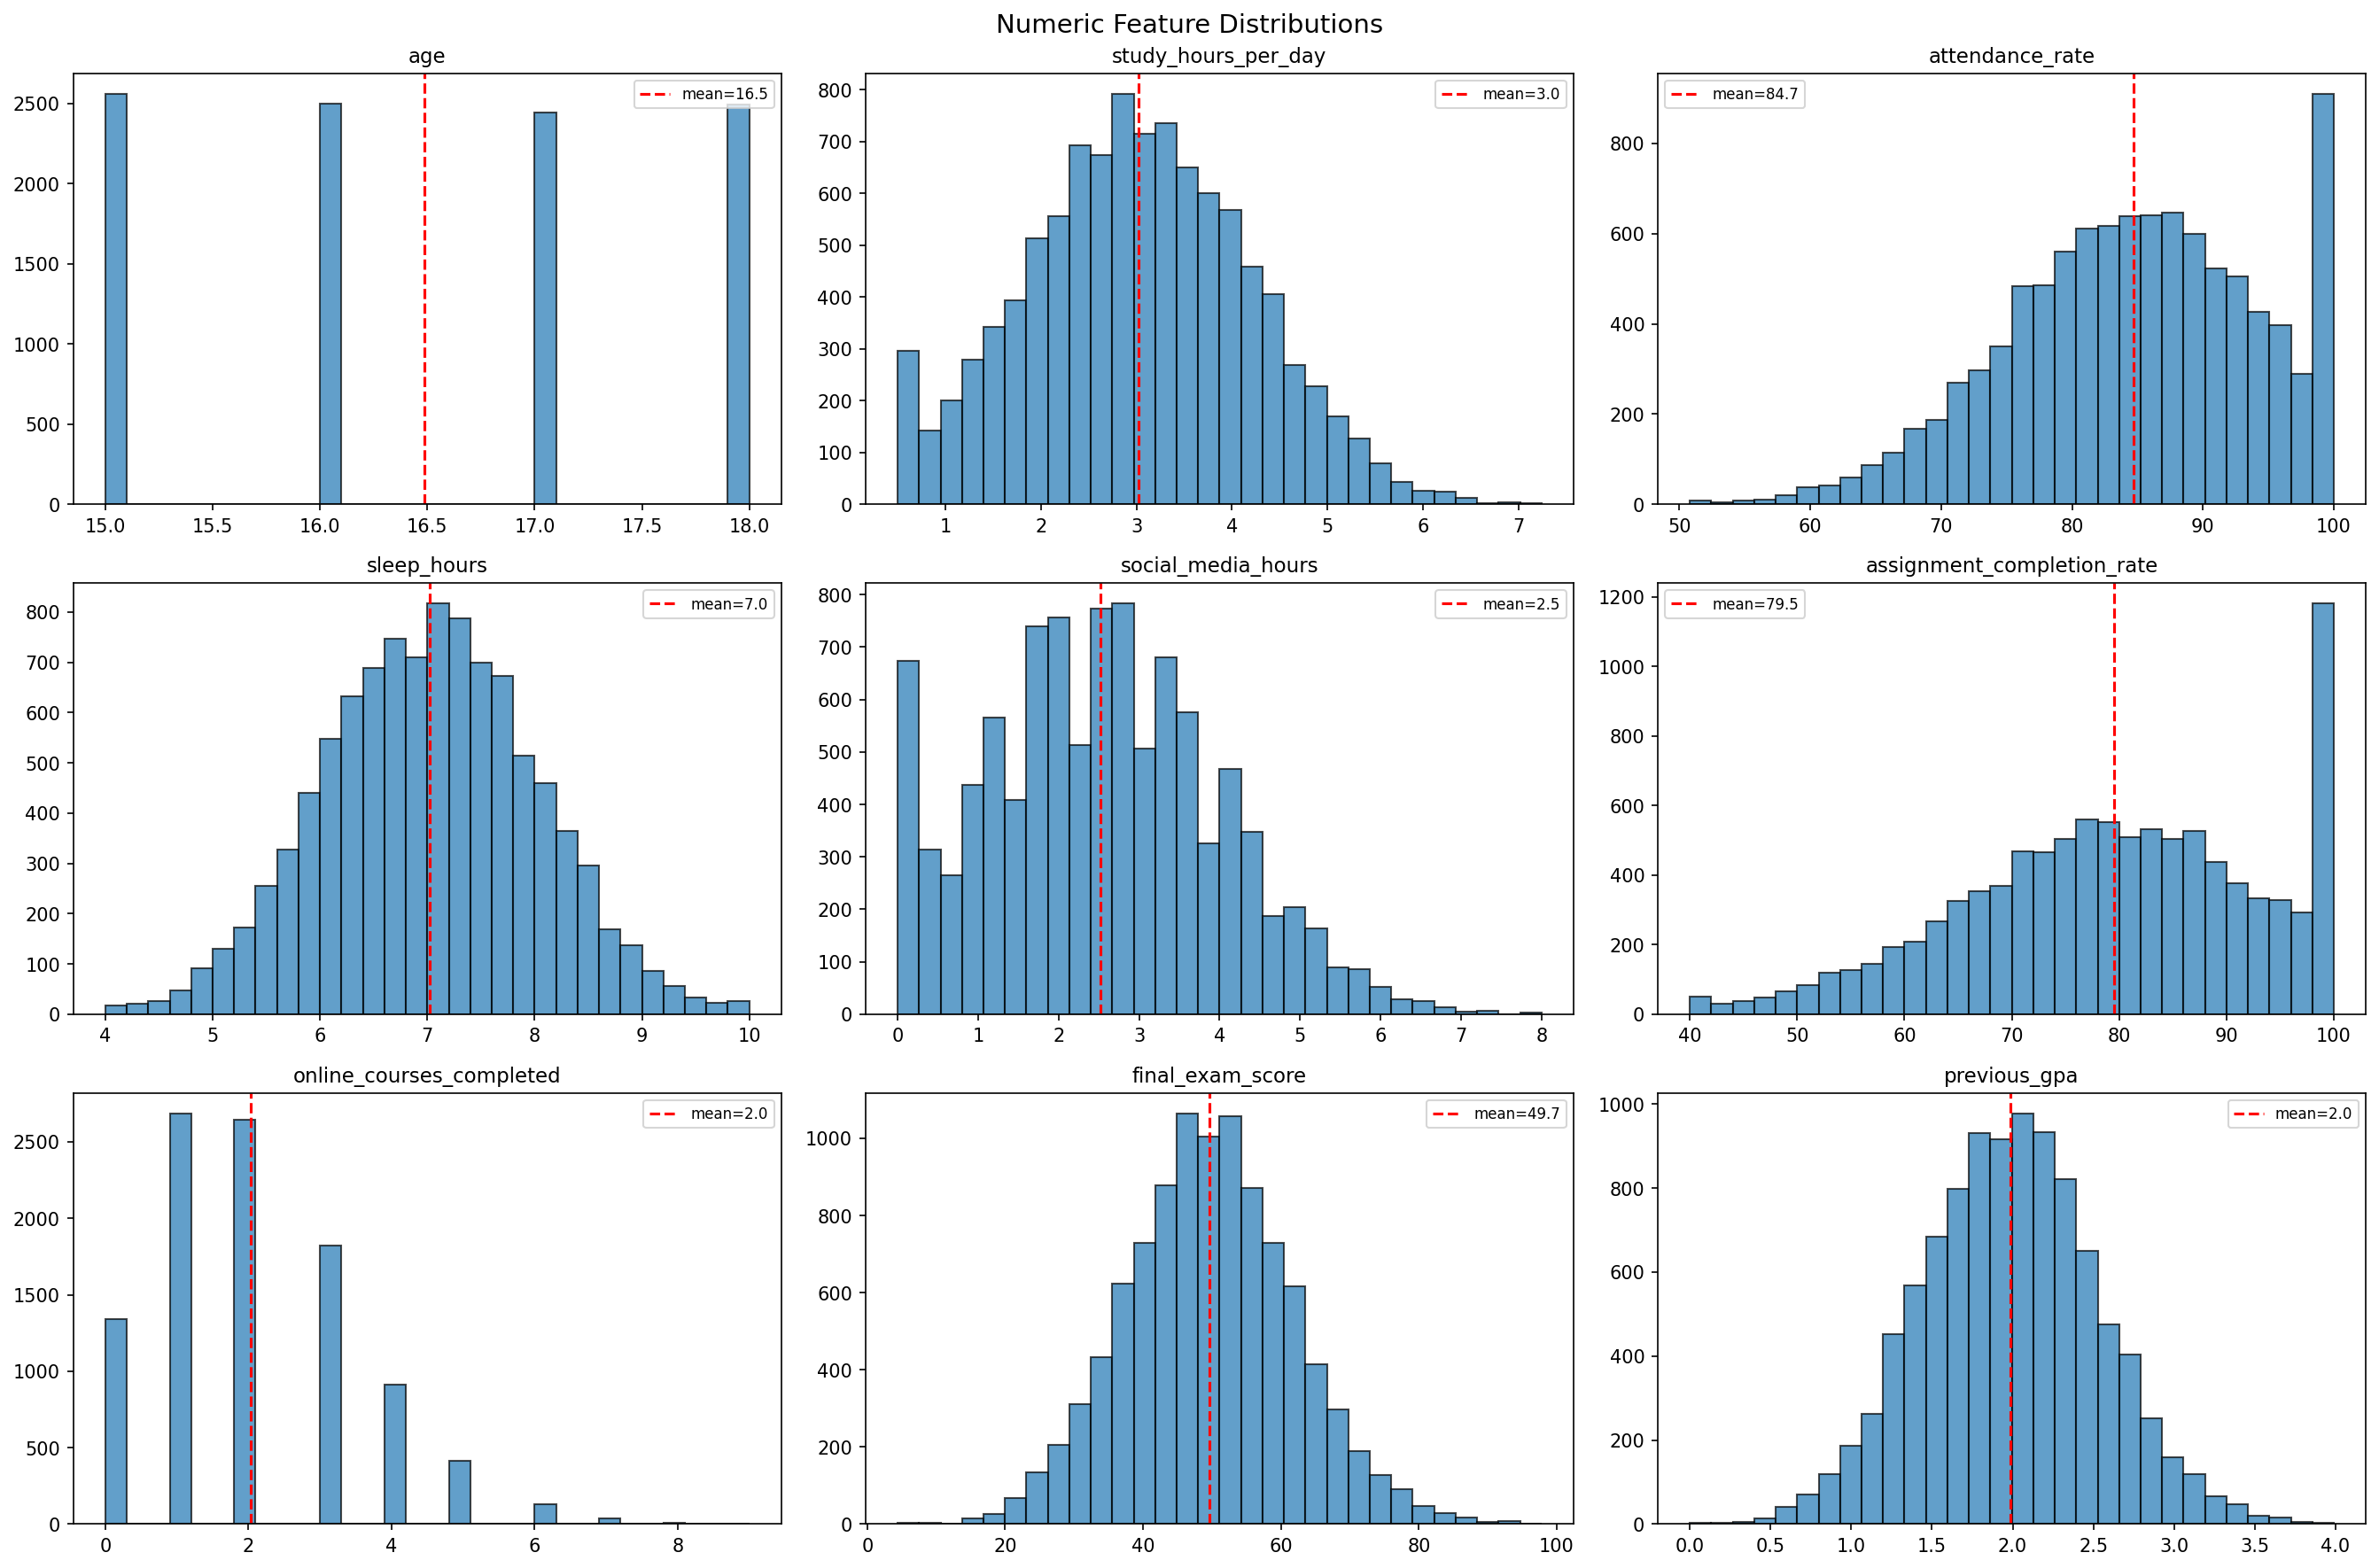 Numeric Feature Distributions
age
mean=16.5
2500
2000
1500
1000
500
0
15.0 15.5 16.0 16.5 17.0 17.5 18.0
study_hours_per_day
mean=3.0
800
700
600
500
400
300
200
100
0
1 2 3 4 5 6 7
attendance_rate
mean=84.7
800
600
400
200
0
50 60 70 80 90 100
sleep_hours
mean=7.0
800
700
600
500
400
300
200
100
0
4 5 6 7 8 9 10
social_media_hours
mean=2.5
800
700
600
500
400
300
200
100
0
0 1 2 3 4 5 6 7 8
assignment_completion_rate
mean=79.5
1200
1000
800
600
400
200
0
40 50 60 70 80 90 100
online_courses_completed
mean=2.0
2500
2000
1500
1000
500
0
0 2 4 6 8
final_exam_score
mean=49.7
1000
800
600
400
200
0
0 20 40 60 80 100
previous_gpa
mean=2.0
1000
800
600
400
200
0
0.0 0.5 1.0 1.5 2.0 2.5 3.0 3.5 4.0